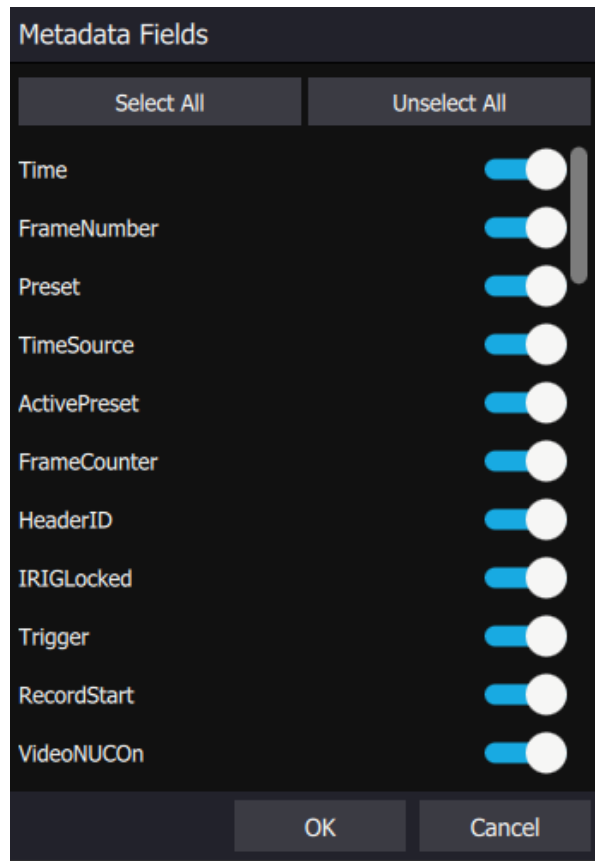 Metadata Fields
Select All Unselect All
Time
FrameNumber
Preset
TimeSource
ActivePreset
FrameCounter
HeaderID
IRIGLocked
Trigger
RecordStart
VideoNUCOn
OK Cancel